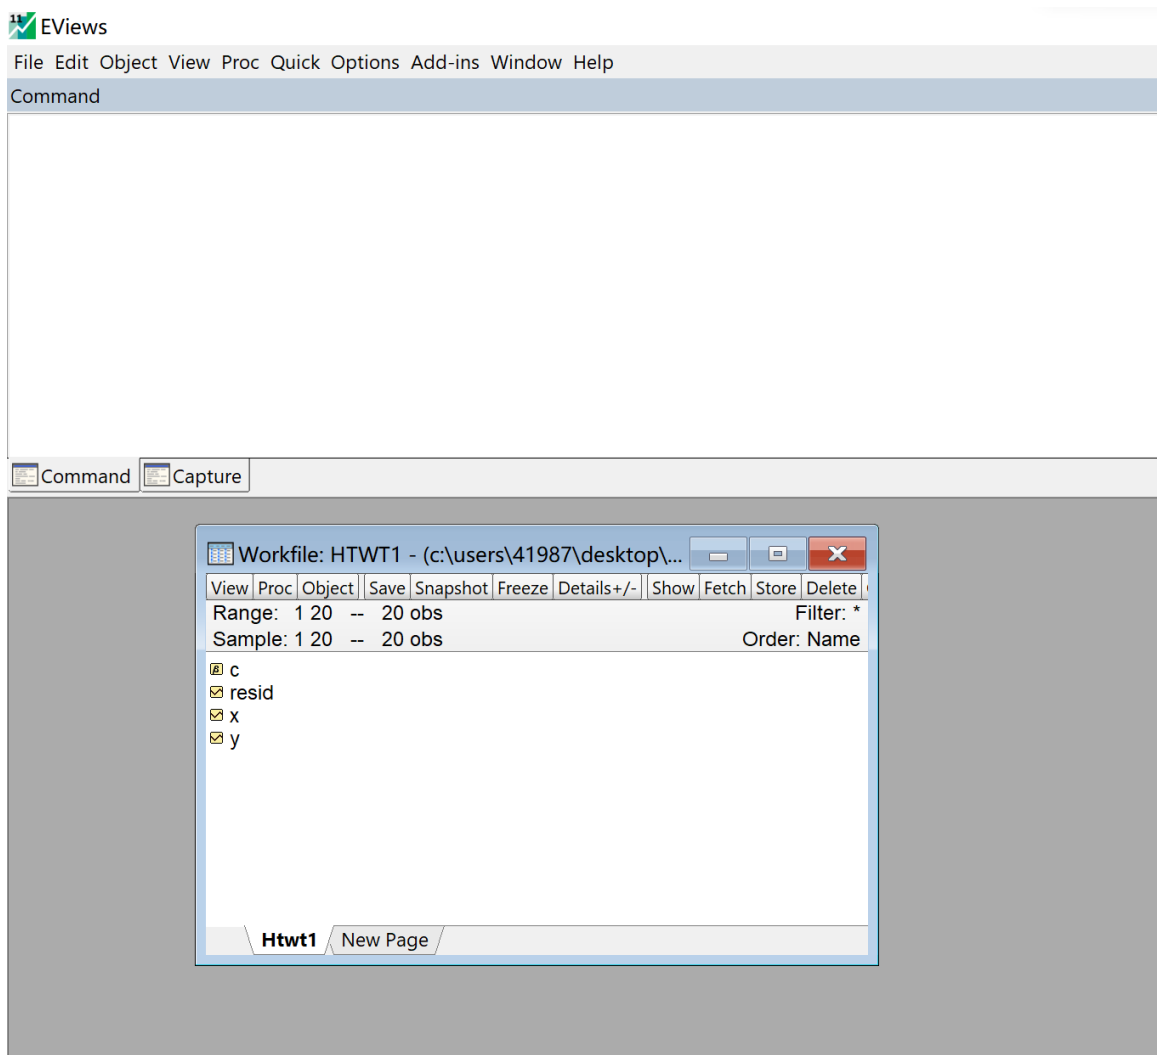 11 EViews
File Edit Object View Proc Quick Options Add-ins Window Help
Command
Command Capture
Workfile: HTWT1 - (c:\users\41987\desktop\...
View Proc Object Save Snapshot Freeze Details+/- Show Fetch Store Delete
Range: 1 20 -- 20 obs Filter: *
Sample: 1 20 -- 20 obs Order: Name
β c
resid
x
y
Htwt1 New Page